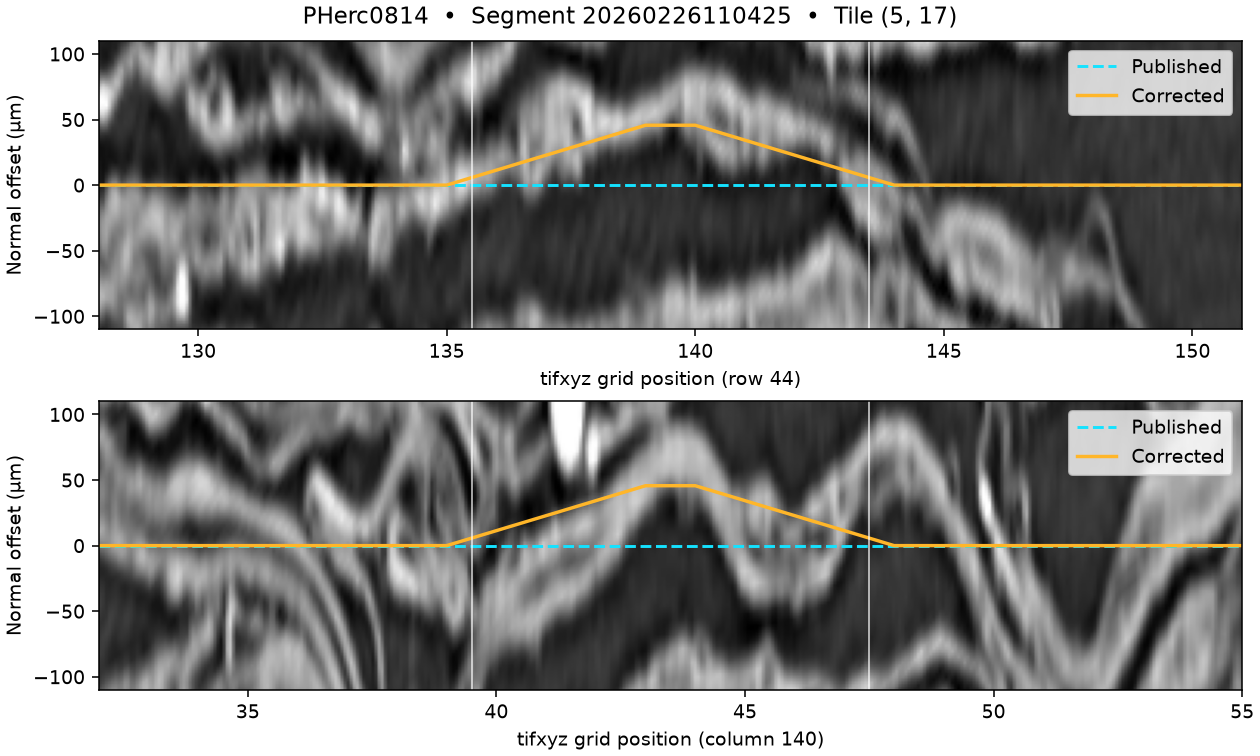 PHerc0814 • Segment 20260226110425 • Tile (5, 17)
Normal offset (µm)
100
50
0
−50
−100
Published
Corrected
130 135 140 145 150
tifxyz grid position (row 44)
Normal offset (µm)
100
50
0
−50
−100
Published
Corrected
35 40 45 50 55
tifxyz grid position (column 140)